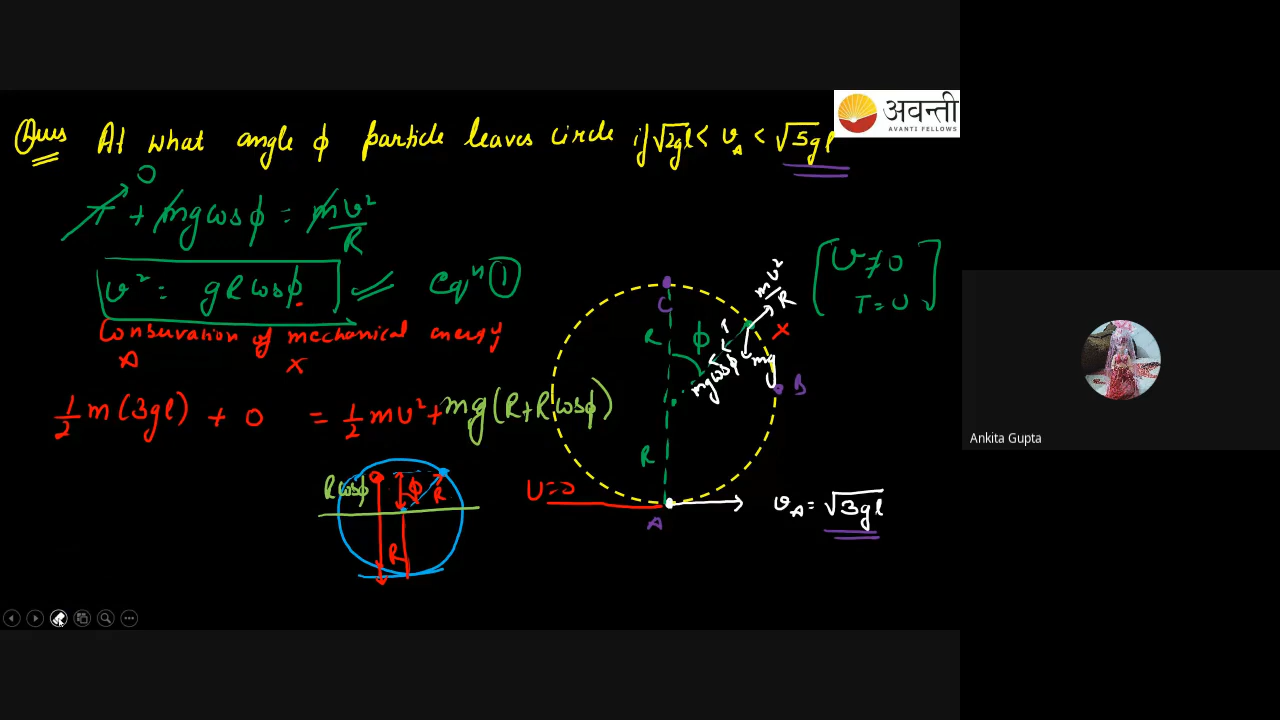 Ques At what angle ϕ particle leaves circle if √2gl < v_A < √5gl
अवन्ती
AVANTI FELLOWS
T + mg cos ϕ = mv²/R
0
v² = gR cos ϕ. eqⁿ ①
[v ≠ 0
T = 0]
Conservation of mechanical energy
A x
½ m (3gl) + 0 = ½ mv² + mg (R + R cos ϕ)
C
R
ϕ
T
mv²/R
x
mg cos ϕ
mg
B
R
U=0
A
v_A = √3gl
R cos ϕ
ϕ
R
R
Ankita Gupta